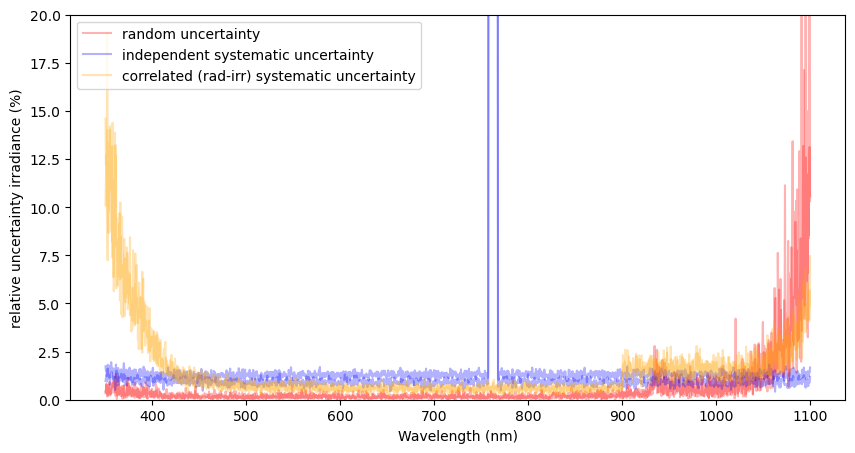 20.0
17.5
15.0
12.5
10.0
7.5
5.0
2.5
0.0
relative uncertainty irradiance (%)
random uncertainty
independent systematic uncertainty
correlated (rad-irr) systematic uncertainty
400 500 600 700 800 900 1000 1100
Wavelength (nm)